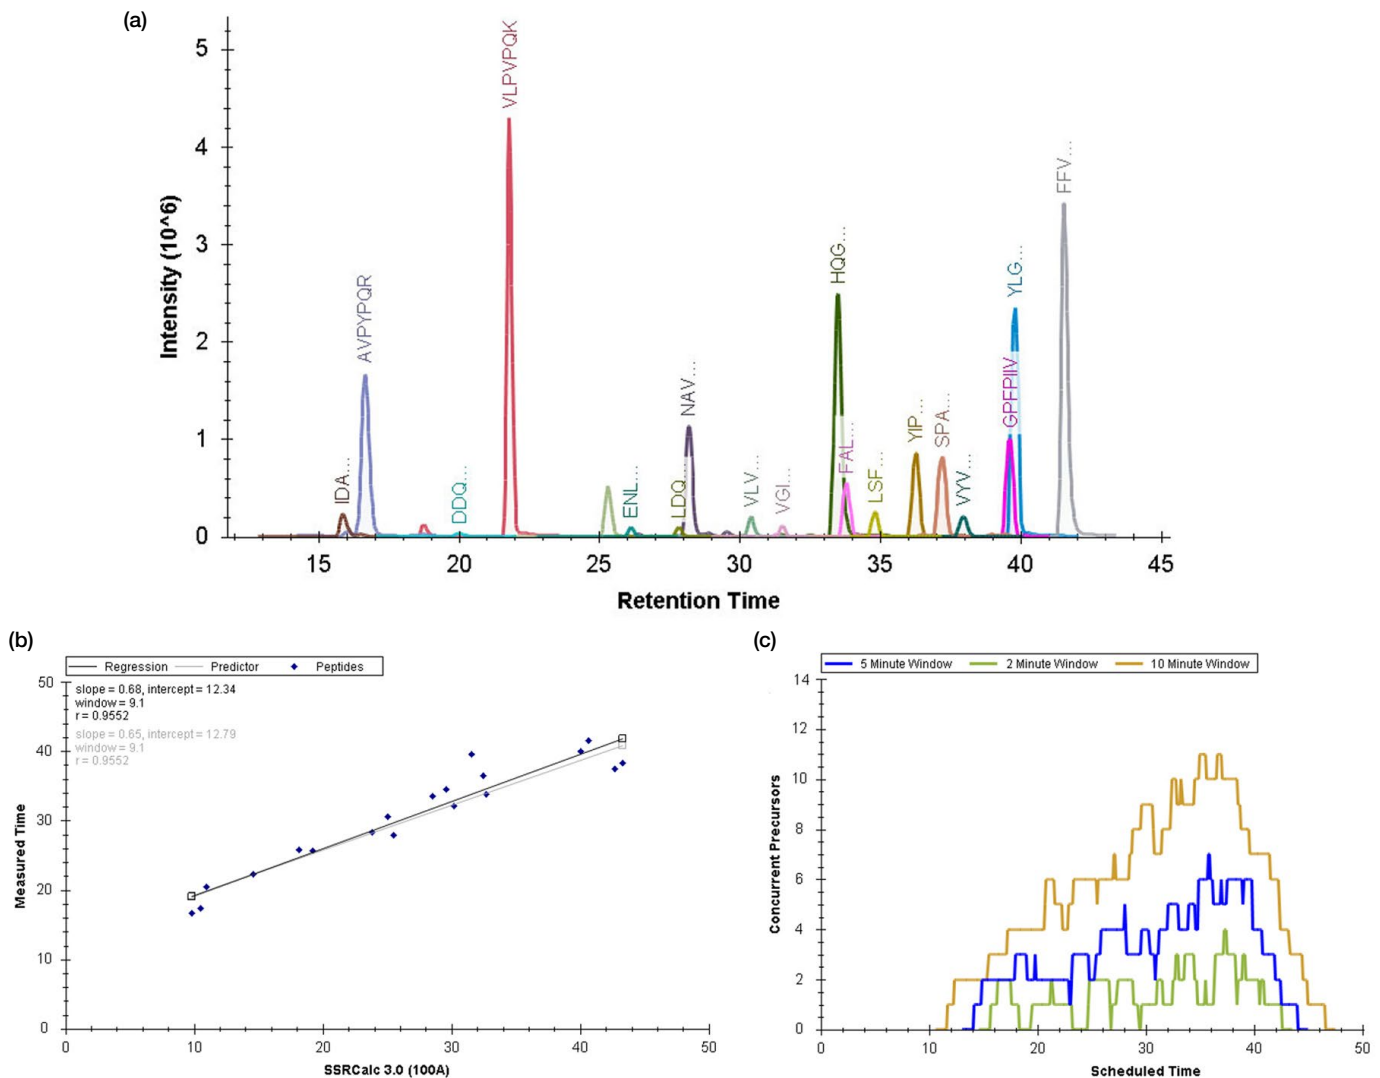 (a)
Intensity (10^6)
5
4
3
2
1
0
IDA...
AVPYPQR
DDQ...
VLPVPQK
ENL...
LDQ...
NAV...
VLV...
VGI...
HQG...
FAL...
LSF...
YIP...
SPA...
VYV...
GPFPIIV
YLG...
FFV...
15 20 25 30 35 40 45
Retention Time
(b)
Regression Predictor Peptides
slope = 0.68, intercept = 12.34
window = 9.1
r = 0.9552
slope = 0.65, intercept = 12.79
window = 9.1
r = 0.9552
Measured Time
50
40
30
20
10
0
0 10 20 30 40 50
SSRCalc 3.0 (100A)
(c)
5 Minute Window 2 Minute Window 10 Minute Window
Concurrent Precursors
14
12
10
8
6
4
2
0
0 10 20 30 40 50
Scheduled Time